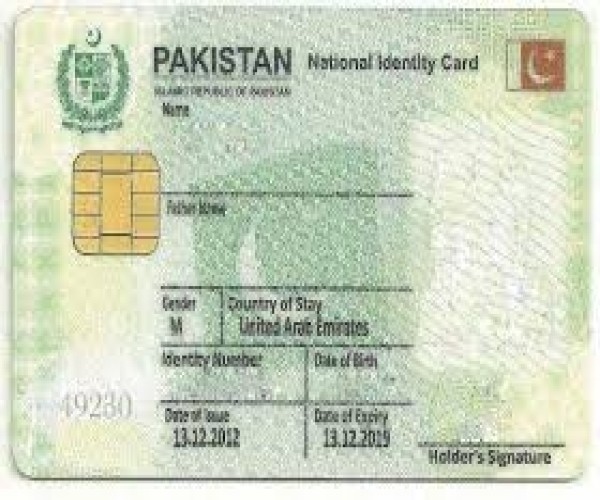 PAKISTAN National Identity Card
ISLAMIC REPUBLIC OF PAKISTAN
Name
Father Name
Gender Country of Stay
M United Arab Emirates
Identity Number Date of Birth
49230
Date of Issue Date of Expiry
13.12.2012 13.12.2019
Holder's Signature